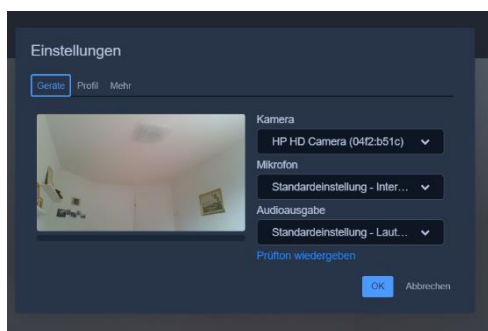 Einstellungen
Geräte Profil Mehr
Kamera
HP HD Camera (04f2:b51c)
Mikrofon
Standardeinstellung - Inter...
Audioausgabe
Standardeinstellung - Laut...
Prüfton wiedergeben
OK Abbrechen